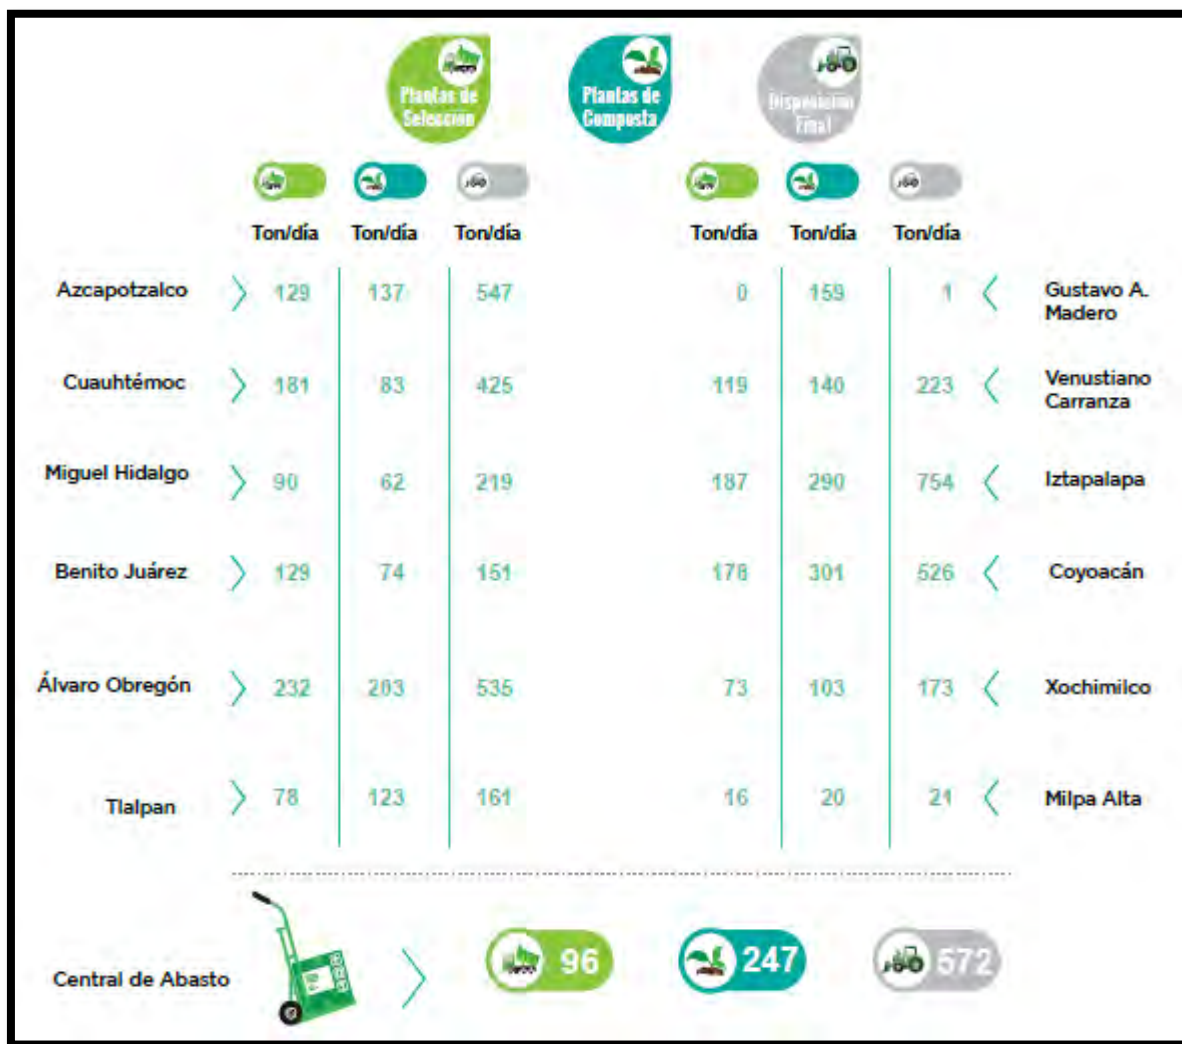 Plantas de
Selección
Plantas de
Composta
Disposición
Final
Ton/día Ton/día Ton/día Ton/día Ton/día Ton/día
Azcapotzalco 129 137 547 0 159 1 Gustavo A.
Madero
Cuauhtémoc 181 83 425 119 140 223 Venustiano
Carranza
Miguel Hidalgo 90 62 219 187 290 754 Iztapalapa
Benito Juárez 129 74 151 178 301 526 Coyoacán
Álvaro Obregón 232 203 535 73 103 173 Xochimilco
Tlalpan 78 123 161 16 20 21 Milpa Alta
Central de Abasto 96 247 572